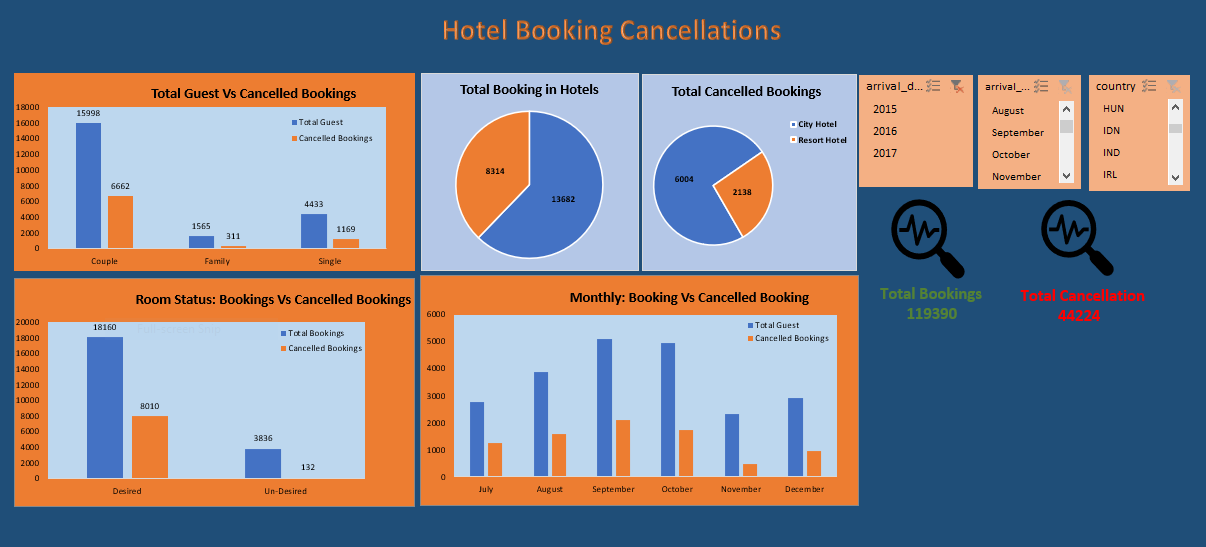 Hotel Booking Cancellations
Total Guest Vs Cancelled Bookings
18000
16000
14000
12000
10000
8000
6000
4000
2000
0
15998
6662
1565
311
4433
1169
Total Guest
Cancelled Bookings
Couple
Family
Single
Total Booking in Hotels
8314
13682
Total Cancelled Bookings
City Hotel
Resort Hotel
6004
2138
arrival_d...
2015
2016
2017
arrival_...
August
September
October
November
country
HUN
IDN
IND
IRL
Total Bookings
119390
Total Cancellation
44224
Room Status: Bookings Vs Cancelled Bookings
20000
18000
16000
14000
12000
10000
8000
6000
4000
2000
0
18160
8010
3836
132
Total Bookings
Cancelled Bookings
Desired
Un-Desired
Monthly: Booking Vs Cancelled Booking
6000
5000
4000
3000
2000
1000
0
Total Guest
Cancelled Bookings
July
August
September
October
November
December